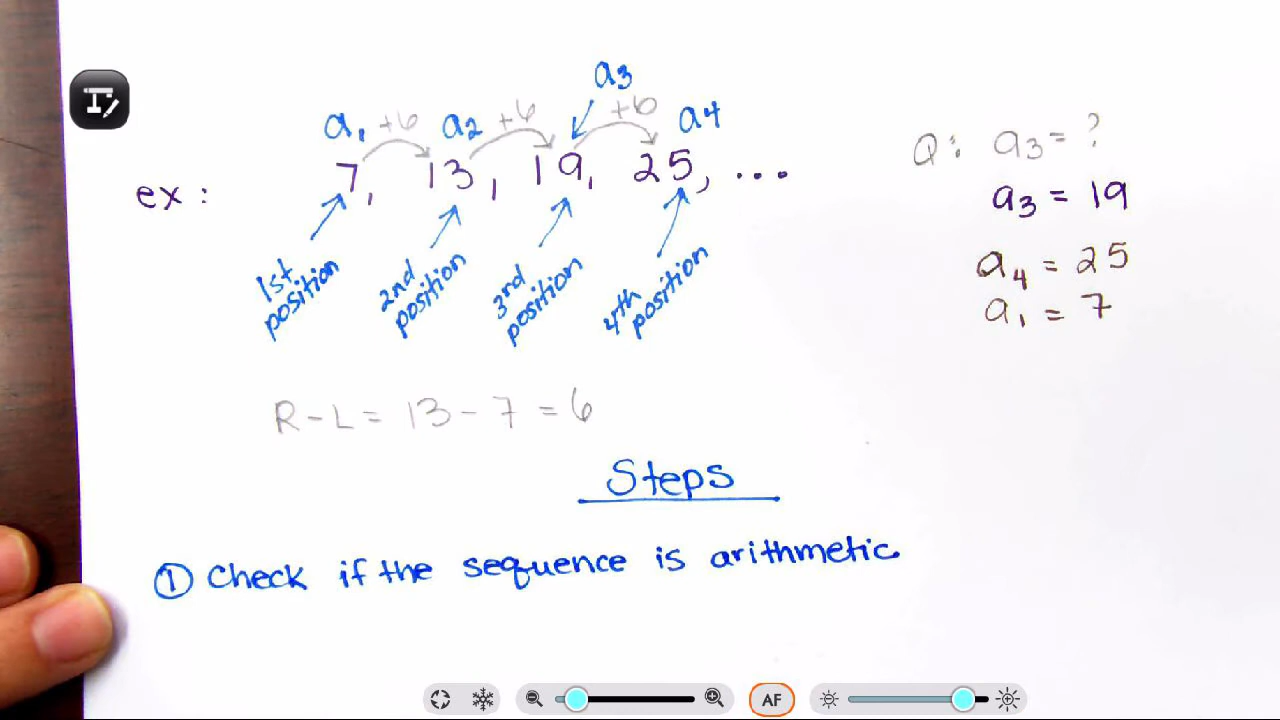 a3
a1 +6 a2 +6 +6 a4
ex: 7, 13, 19, 25, ...
1st position
2nd position
3rd position
4th position
Q: a3 = ?
a3 = 19
a4 = 25
a1 = 7
R - L = 13 - 7 = 6
Steps
① Check if the sequence is arithmetic
AF